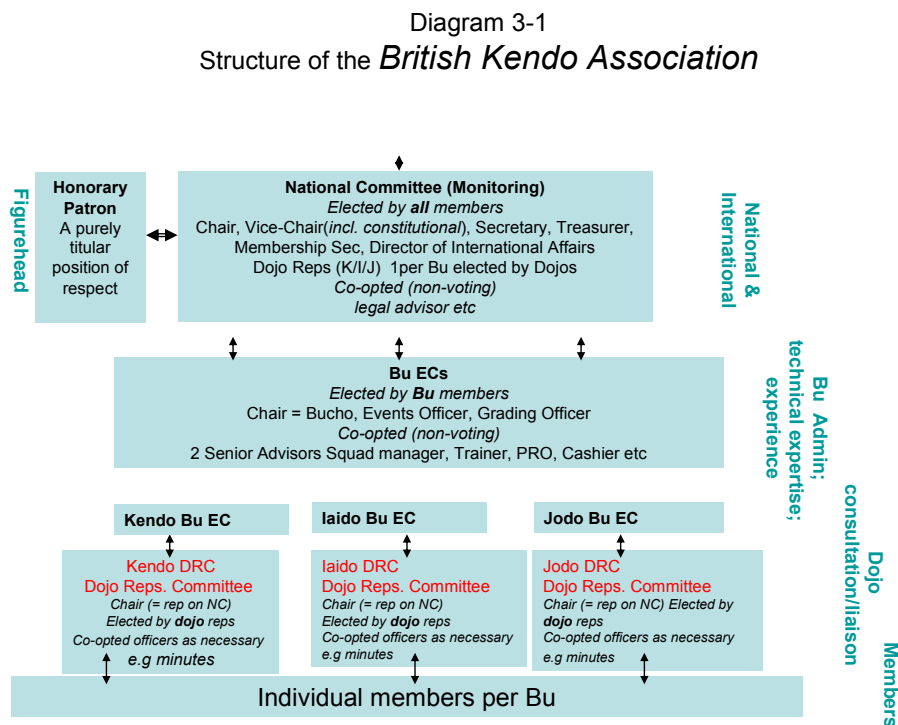 Diagram 3-1
Structure of the British Kendo Association
Figurehead
Honorary
Patron
A purely
titular
position of
respect
National Committee (Monitoring)
Elected by all members
Chair, Vice-Chair(incl. constitutional), Secretary, Treasurer,
Membership Sec, Director of International Affairs
Dojo Reps (K/I/J) 1per Bu elected by Dojos
Co-opted (non-voting)
legal advisor etc
National &
International
Bu ECs
Elected by Bu members
Chair = Bucho, Events Officer, Grading Officer
Co-opted (non-voting)
2 Senior Advisors Squad manager, Trainer, PRO, Cashier etc
Bu Admin;
technical expertise;
experience
Kendo Bu EC
Iaido Bu EC
Jodo Bu EC
Kendo DRC
Dojo Reps. Committee
Chair (= rep on NC)
Elected by dojo reps
Co-opted officers as necessary
e.g minutes
Iaido DRC
Dojo Reps. Committee
Chair (= rep on NC)
Elected by dojo reps
Co-opted officers as necessary
e.g minutes
Jodo DRC
Dojo Reps. Committee
Chair (= rep on NC) Elected by
dojo reps
Co-opted officers as necessary
e.g minutes
Dojo
consultation/liaison
Individual members per Bu
Members